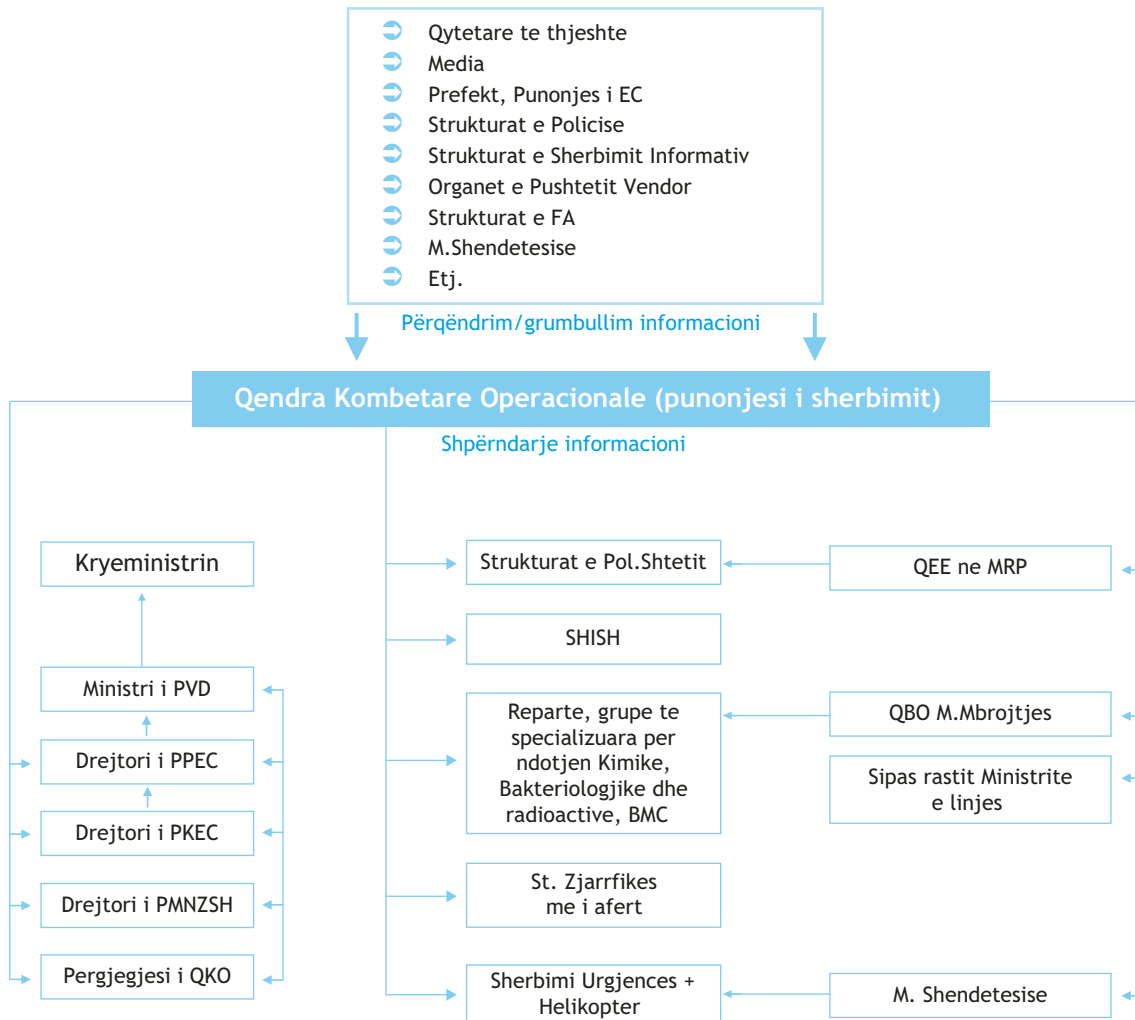 Qytetare te thjeshte
Media
Prefekt, Punonjes i EC
Strukturat e Policise
Strukturat e Sherbimit Informativ
Organet e Pushtetit Vendor
Strukturat e FA
M.Shendetesise
Etj.
Përqëndrim/grumbullim informacioni
Qendra Kombetare Operacionale (punonjesi i sherbimit)
Shpërndarje informacioni
Kryeministrin
Ministri i PVD
Drejtori i PPEC
Drejtori i PKEC
Drejtori i PMNZSH
Pergjegjesi i QKO
Strukturat e Pol.Shtetit
SHISH
Reparte, grupe te
specializuara per
ndotjen Kimike,
Bakteriologjike dhe
radioactive, BMC
St. Zjarrfikes
me i afert
Sherbimi Urgjences +
Helikopter
QEE ne MRP
QBO M.Mbrojtjes
Sipas rastit Ministrite
e linjes
M. Shendetesise